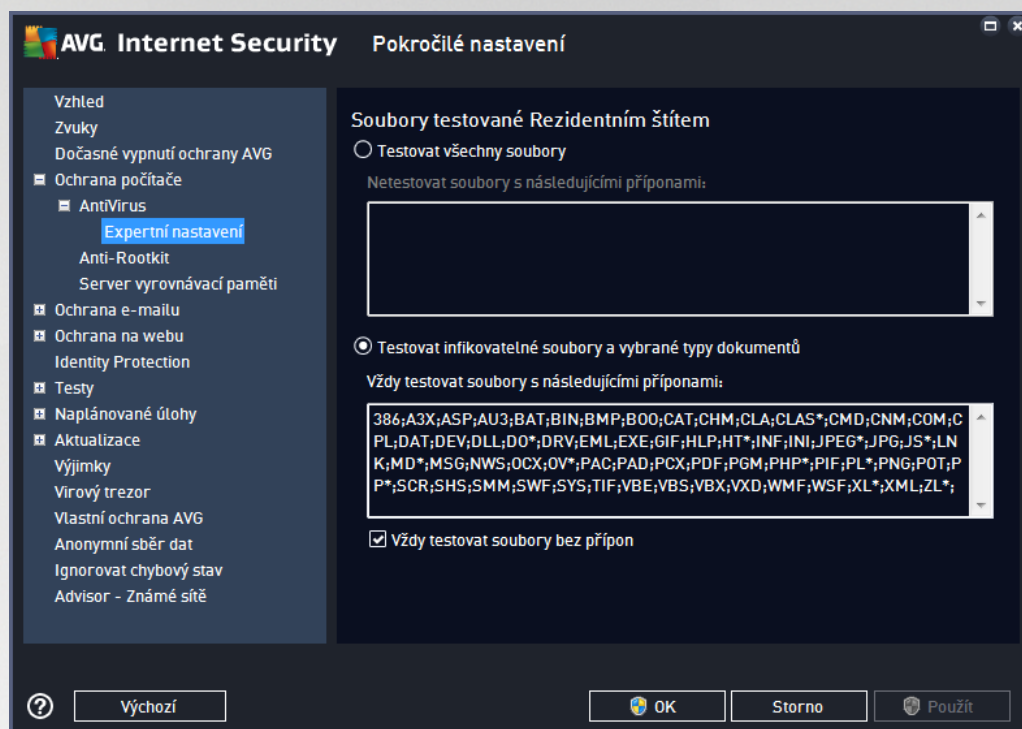 AVG. Internet Security Pokročilé nastavení
Vzhled
Zvuky
Dočasné vypnutí ochrany AVG
Ochrana počítače
AntiVirus
Expertní nastavení
Anti-Rootkit
Server vyrovnávací paměti
Ochrana e-mailu
Ochrana na webu
Identity Protection
Testy
Naplánované úlohy
Aktualizace
Výjimky
Virový trezor
Vlastní ochrana AVG
Anonymní sběr dat
Ignorovat chybový stav
Advisor - Známé sítě
Soubory testované Rezidentním štítem
Testovat všechny soubory
Netestovat soubory s následujícími příponami:
Testovat infikovatelné soubory a vybrané typy dokumentů
Vždy testovat soubory s následujícími příponami:
386;A3X;ASP;AU3;BAT;BIN;BMP;BOO;CAT;CHM;CLA;CLAS*;CMD;CNM;COM;C
PL;DAT;DEV;DLL;DO*;DRV;EML;EXE;GIF;HLP;HT*;INF;INI;JPEG*;JPG;JS*;LN
K;MD*;MSG;NWS;OCX;OV*;PAC;PAD;PCX;PDF;PGM;PHP*;PIF;PL*;PNG;POT;P
P*;SCR;SHS;SMM;SWF;SYS;TIF;VBE;VBS;VBX;VXD;WMF;WSF;XL*;XML;ZL*;
Vždy testovat soubory bez přípon
? Výchozí OK Storno Použít